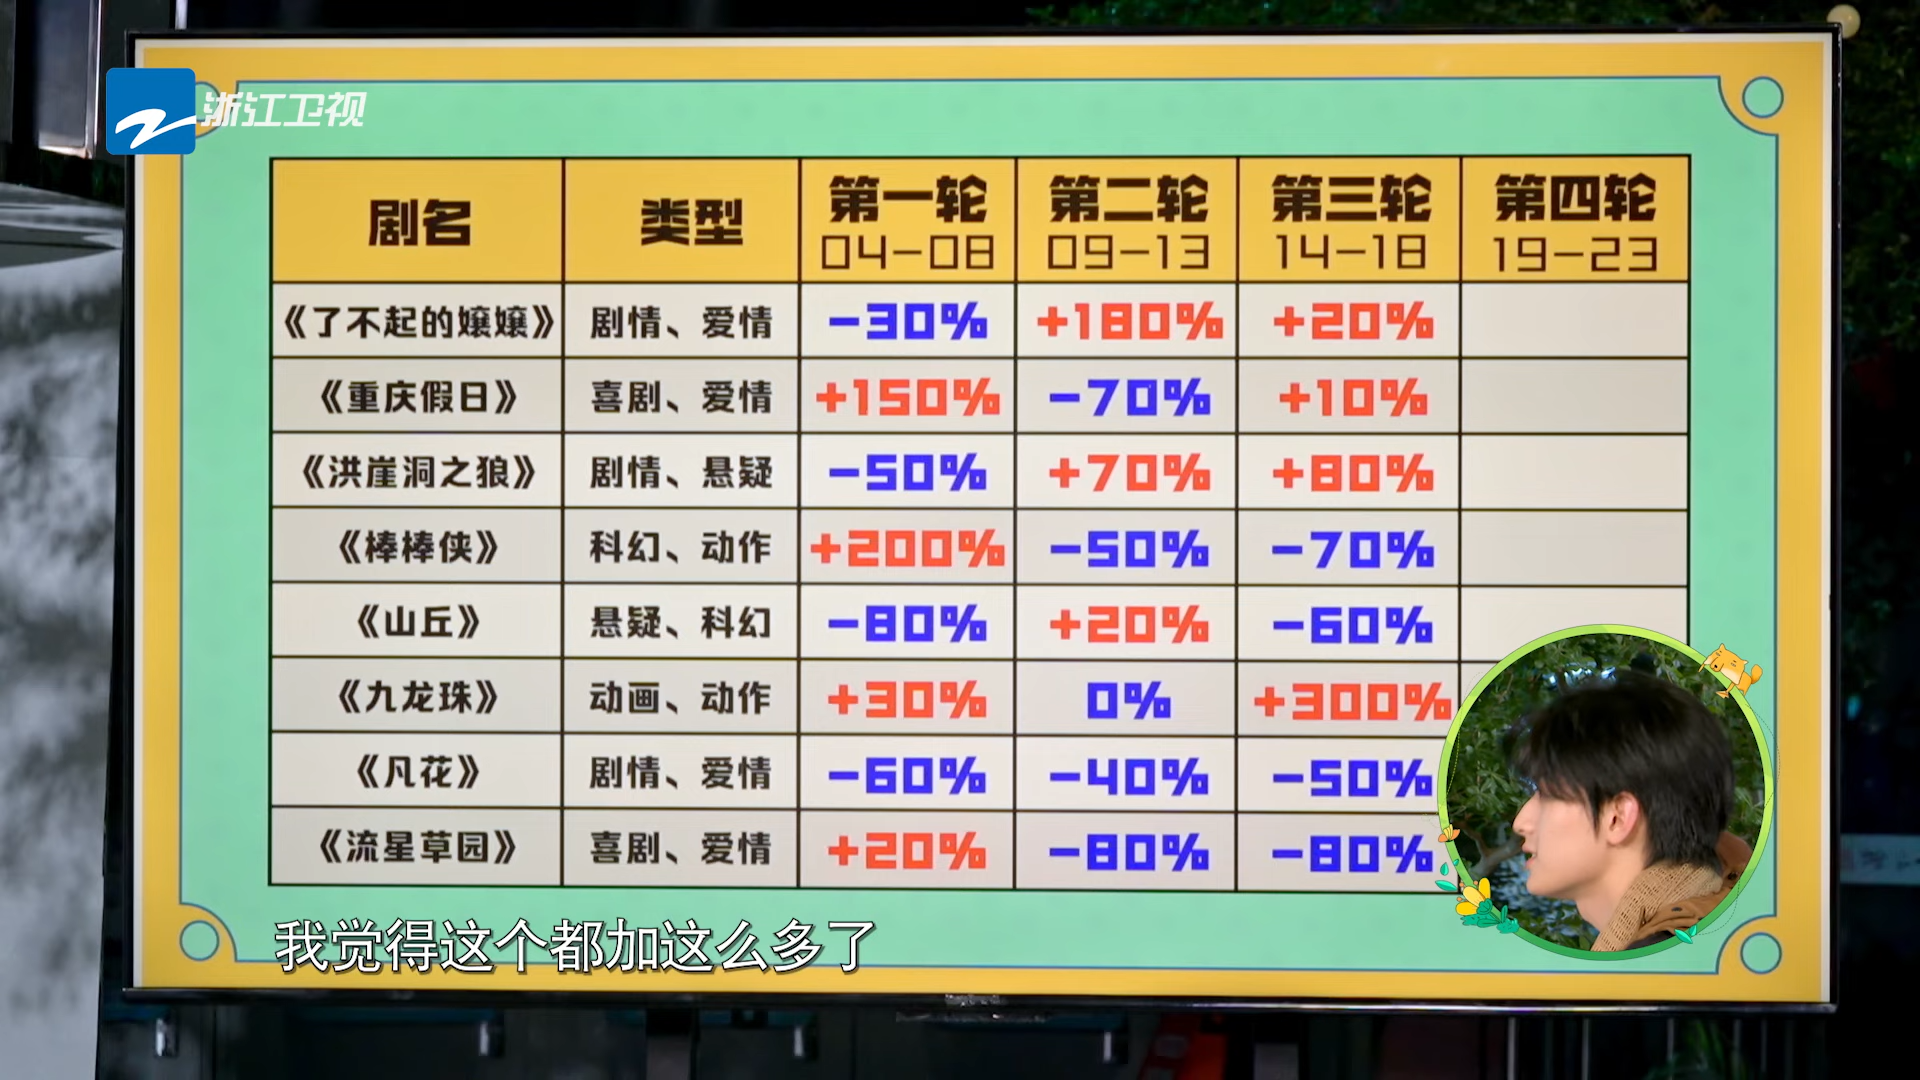 浙江卫视
剧名 类型 第一轮 04-08 第二轮 09-13 第三轮 14-18 第四轮 19-23
《了不起的嬢嬢》 剧情、爱情 -30% +180% +20%
《重庆假日》 喜剧、爱情 +150% -70% +10%
《洪崖洞之狼》 剧情、悬疑 -50% +70% +80%
《棒棒侠》 科幻、动作 +200% -50% -70%
《山丘》 悬疑、科幻 -80% +20% -60%
《九龙珠》 动画、动作 +30% 0% +300%
《凡花》 剧情、爱情 -60% -40% -50%
《流星草园》 喜剧、爱情 +20% -80% -80%
我觉得这个都加这么多了